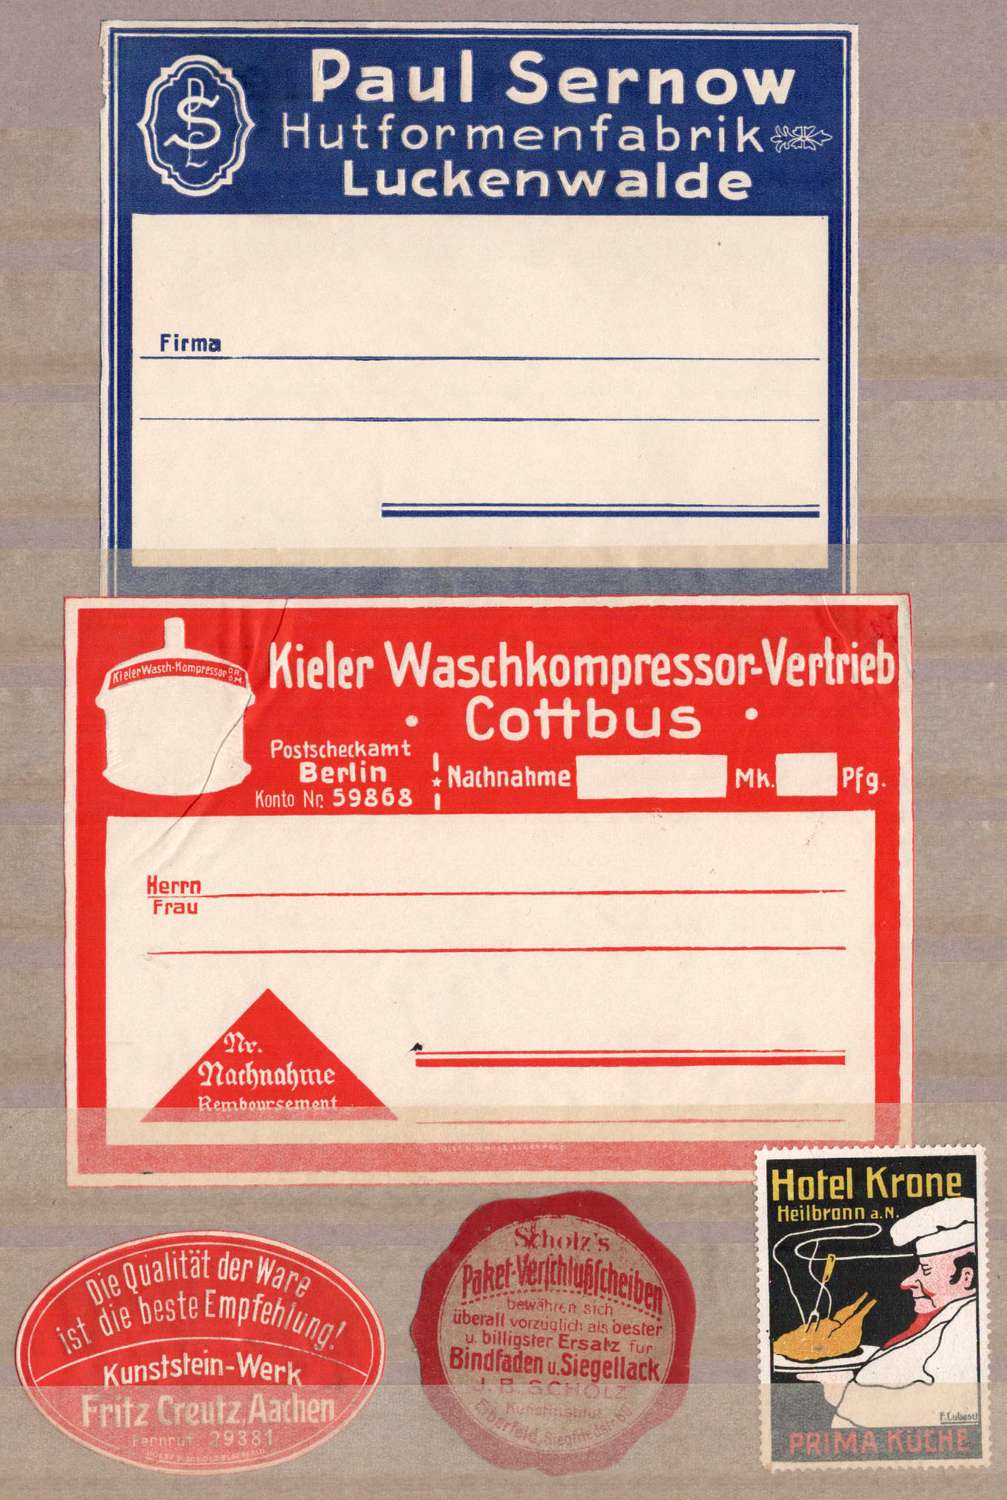 PSL
Paul Sernow
Hutformenfabrik
Luckenwalde
Firma
Kieler Wasch-Kompressor D.R.G.M.
Kieler Waschkompressor-Vertrieb
· Cottbus ·
Postscheckamt
Berlin
Konto Nr. 59868
Nachnahme Mk. Pfg.
Herrn
Frau
Nr.
Nachnahme
Remboursement
Die Qualität der Ware
ist die beste Empfehlung!
Kunststein-Werk
Fritz Creutz, Aachen
Fernruf 29381
Scholz's
Paket-Verſchlußſcheiben
bewähren sich
überall vorzüglich als bester
u. billigster Ersatz für
Bindfaden u. Siegellack
J. B. SCHOLZ
Kunstinstitut
Elberfeld
Hotel Krone
Heilbronn a.N.
PRIMA KÜCHE